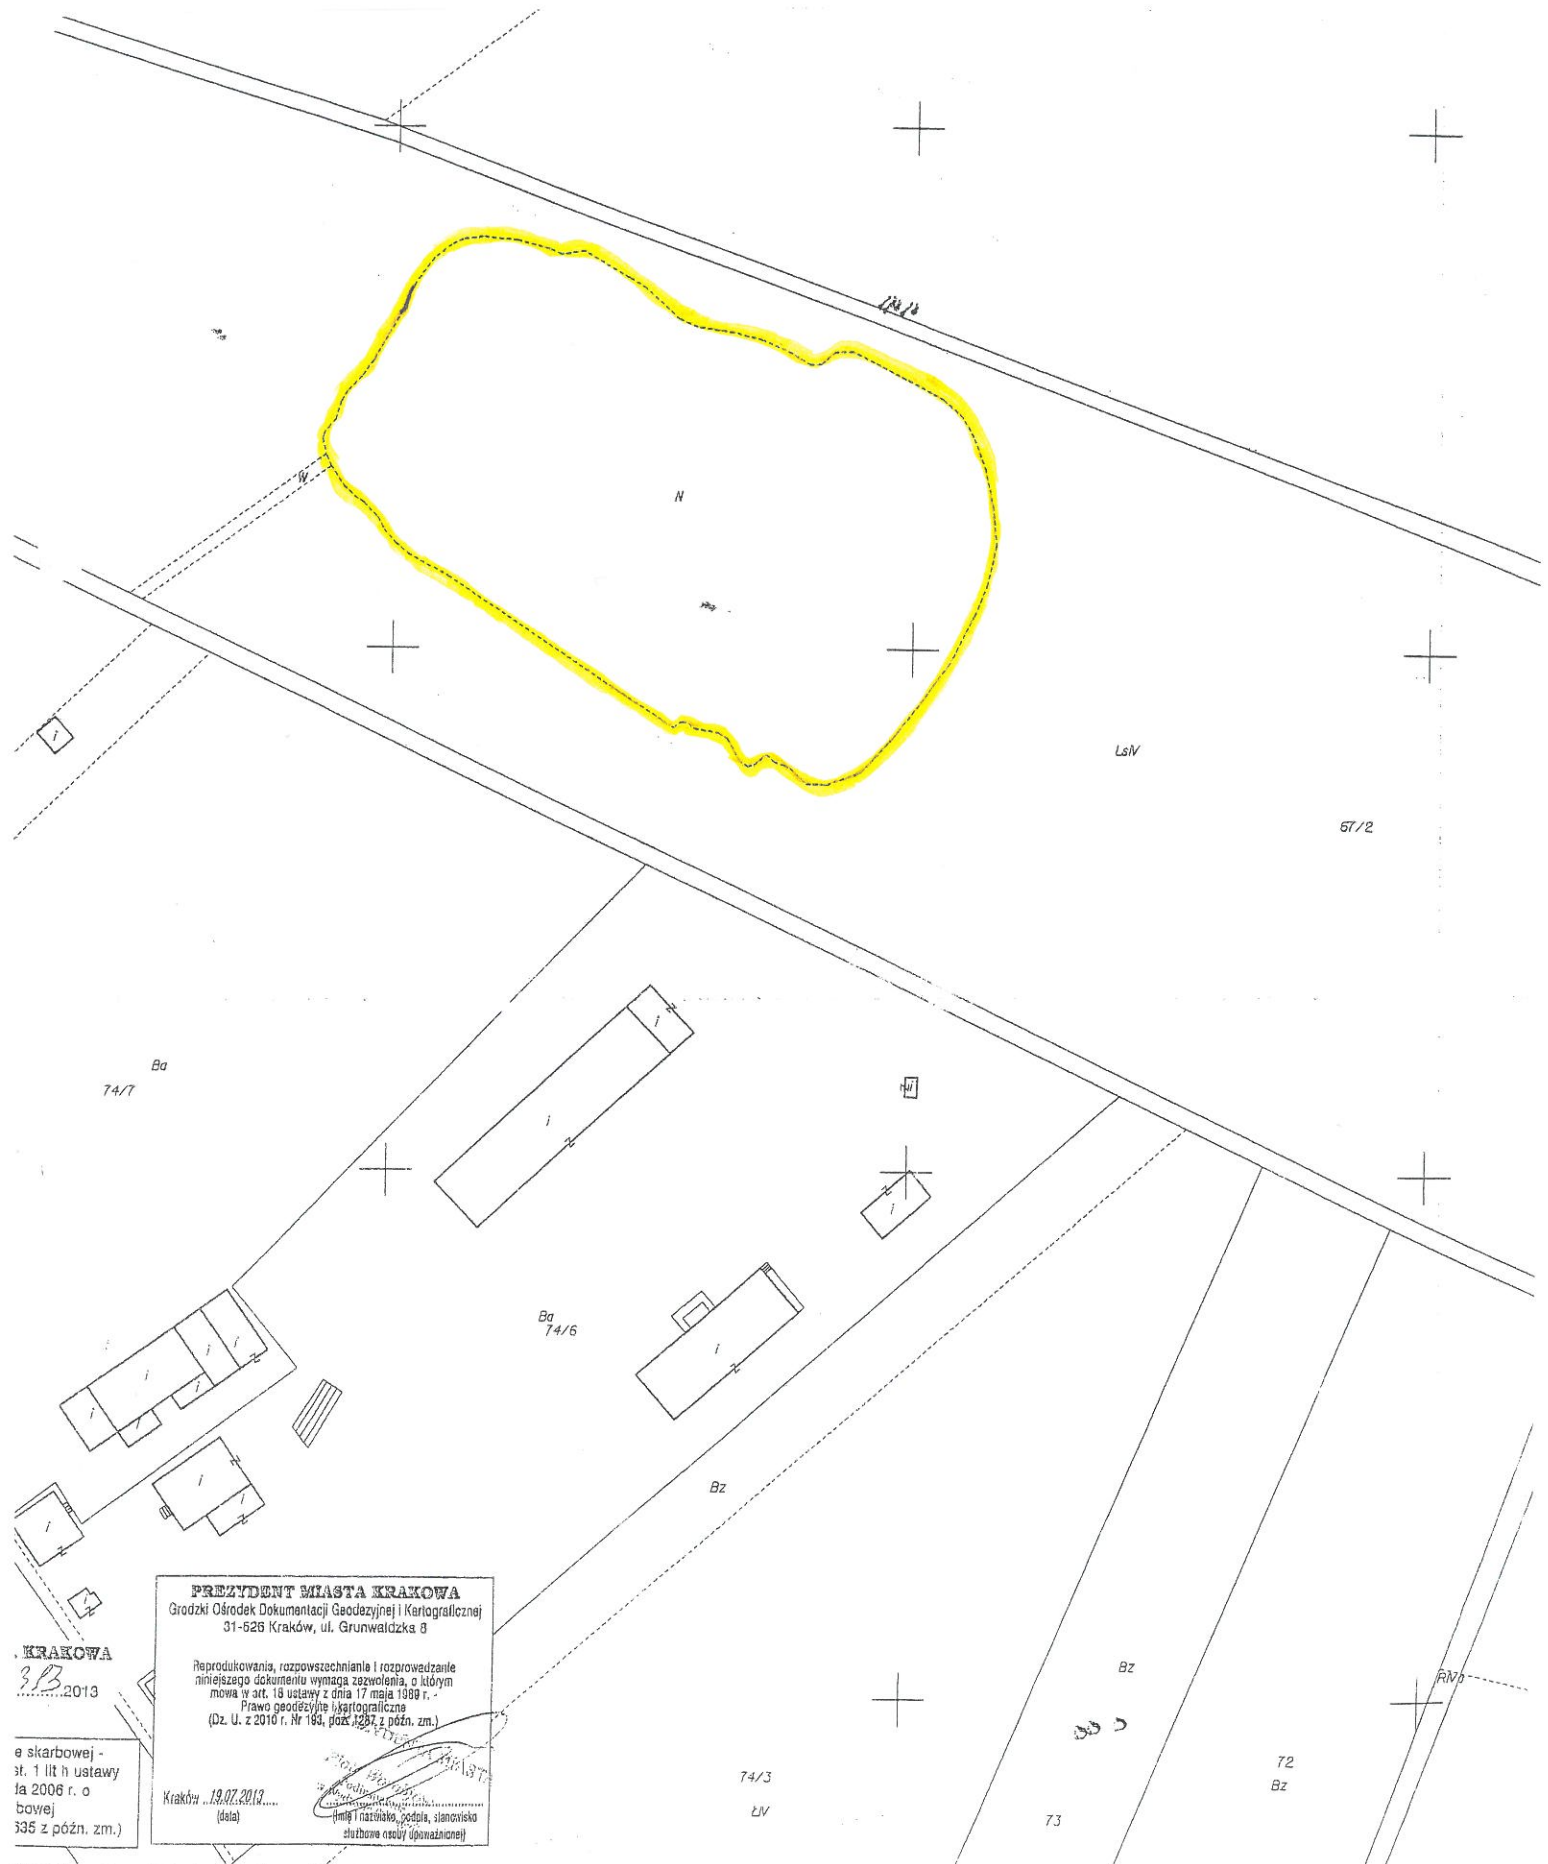 N
N
LsIV
67/2
i
Ba
74/7
i
i
i
Ba
74/6
i
i
i
i
i
i
i
i
i
i
i
i
Bz
PREZYDENT MIASTA KRAKOWA
Grodzki Ośrodek Dokumentacji Geodezyjnej i Kartograficznej
31-526 Kraków, ul. Grunwaldzka 8
Reprodukowanie, rozpowszechnianie i rozprowadzanie
niniejszego dokumentu wymaga zezwolenia, o którym
mowa w art. 18 ustawy z dnia 17 maja 1989 r. -
Prawo geodezyjne i kartograficzne
(Dz. U. z 2010 r. Nr 193, poz. 1287 z późn. zm.)
Kraków 19.07.2013
(data)
(imię i nazwisko, podpis, stanowisko
służbowe osoby upoważnionej)
KRAKOWA
2013
e skarbowej -
st. 1 lit h ustawy
da 2006 r. o
bowej
635 z późn. zm.)
Bz
74/3
ŁIV
73
72
Bz